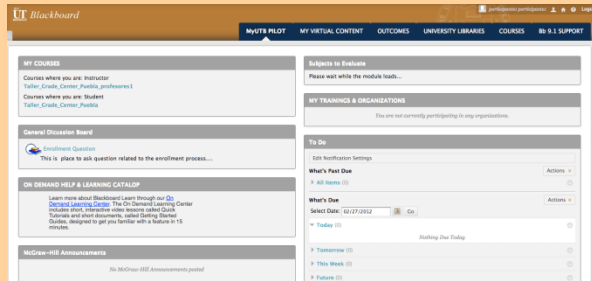 UT Blackboard
participante1 participante1
Logout
MyUTB PILOT
MY VIRTUAL CONTENT
OUTCOMES
UNIVERSITY LIBRARIES
COURSES
Bb 9.1 SUPPORT
MY COURSES
Courses where you are: Instructor
Taller_Grade_Center_Puebla_profesores1
Courses where you are: Student
Taller_Grade_Center_Puebla
General Dicussion Board
Enrollment Question
This is place to ask question related to the enrollment process....
ON DEMAND HELP & LEARNING CATALOP
Learn more about Blackboard Learn through our On
Demand Learning Center. The On Demand Learning Center
includes short, interactive video lessons called Quick
Tutorials and short documents, called Getting Started
Guides, designed to get you familiar with a feature in 15
minutes.
McGraw-Hill Announcements
No McGraw-Hill Announcements posted
Subjects to Evaluate
Please wait while the module loads...
MY TRAININGS & ORGANIZATIONS
You are not currently participating in any organizations.
To Do
Edit Notification Settings
What's Past Due
Actions
All Items (0)
What's Due
Actions
Select Date: 02/27/2012 Go
Today (0)
Nothing Due Today
Tomorrow (0)
This Week (0)
Future (0)